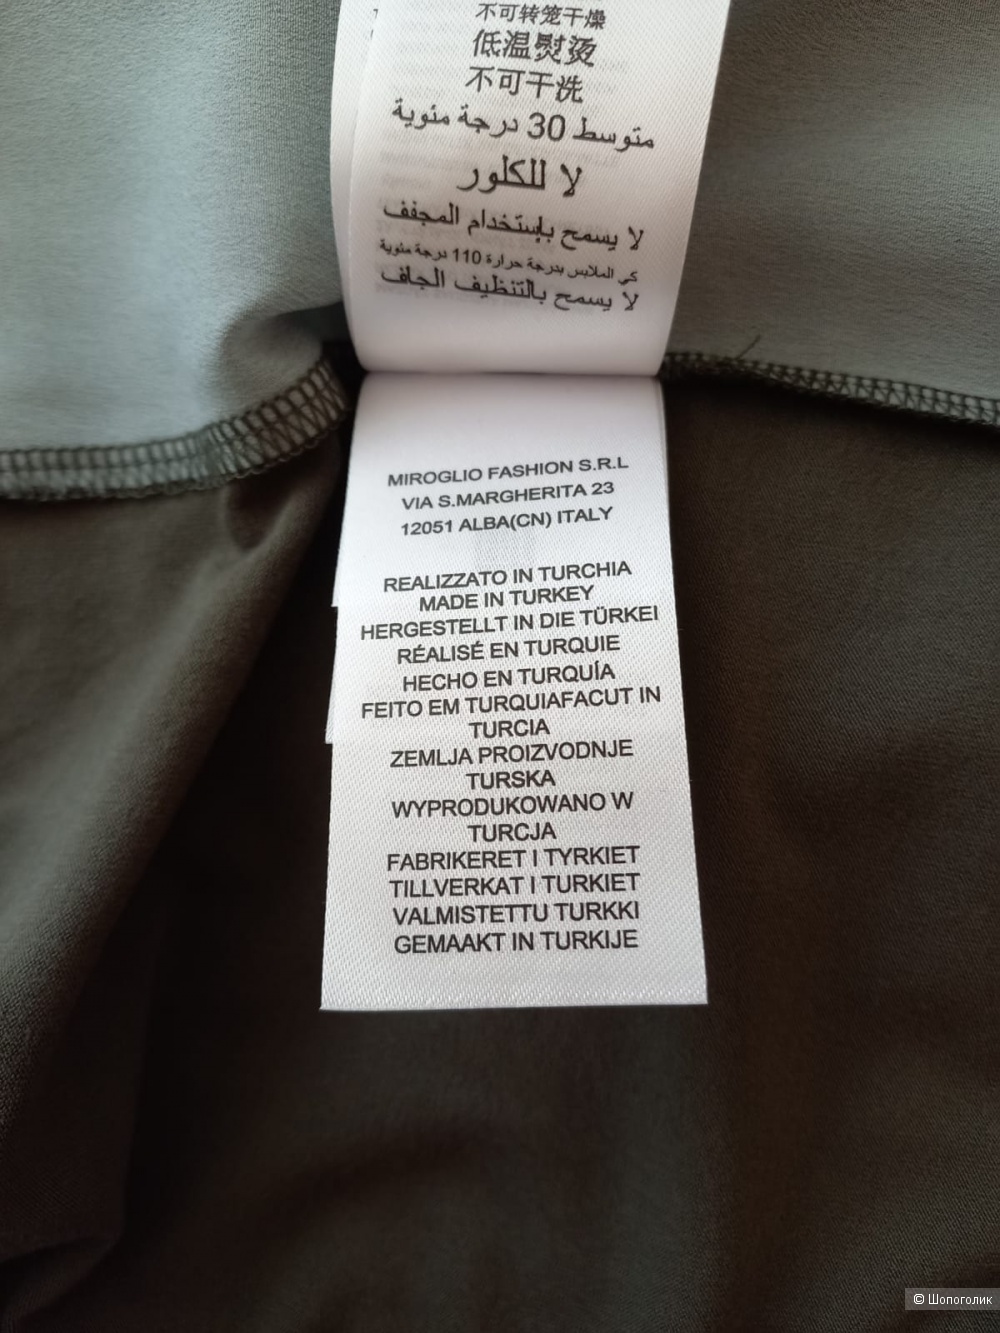 不可转笼干燥
低温熨烫
不可干洗
متوسط 30 درجة مئوية
لا للكلور
لا يسمح بإستخدام المجفف
كي الملابس بدرجة حرارة 110 درجة مئوية
لا يسمح بالتنظيف الجاف
MIROGLIO FASHION S.R.L
VIA S.MARGHERITA 23
12051 ALBA(CN) ITALY
REALIZZATO IN TURCHIA
MADE IN TURKEY
HERGESTELLT IN DIE TÜRKEI
RÉALISÉ EN TURQUIE
HECHO EN TURQUÍA
FEITO EM TURQUIAFACUT IN
TURCIA
ZEMLJA PROIZVODNJE
TURSKA
WYPRODUKOWANO W
TURCJA
FABRIKERET I TYRKIET
TILLVERKAT I TURKIET
VALMISTETTU TURKKI
GEMAAKT IN TURKIJE
© Шопоголик